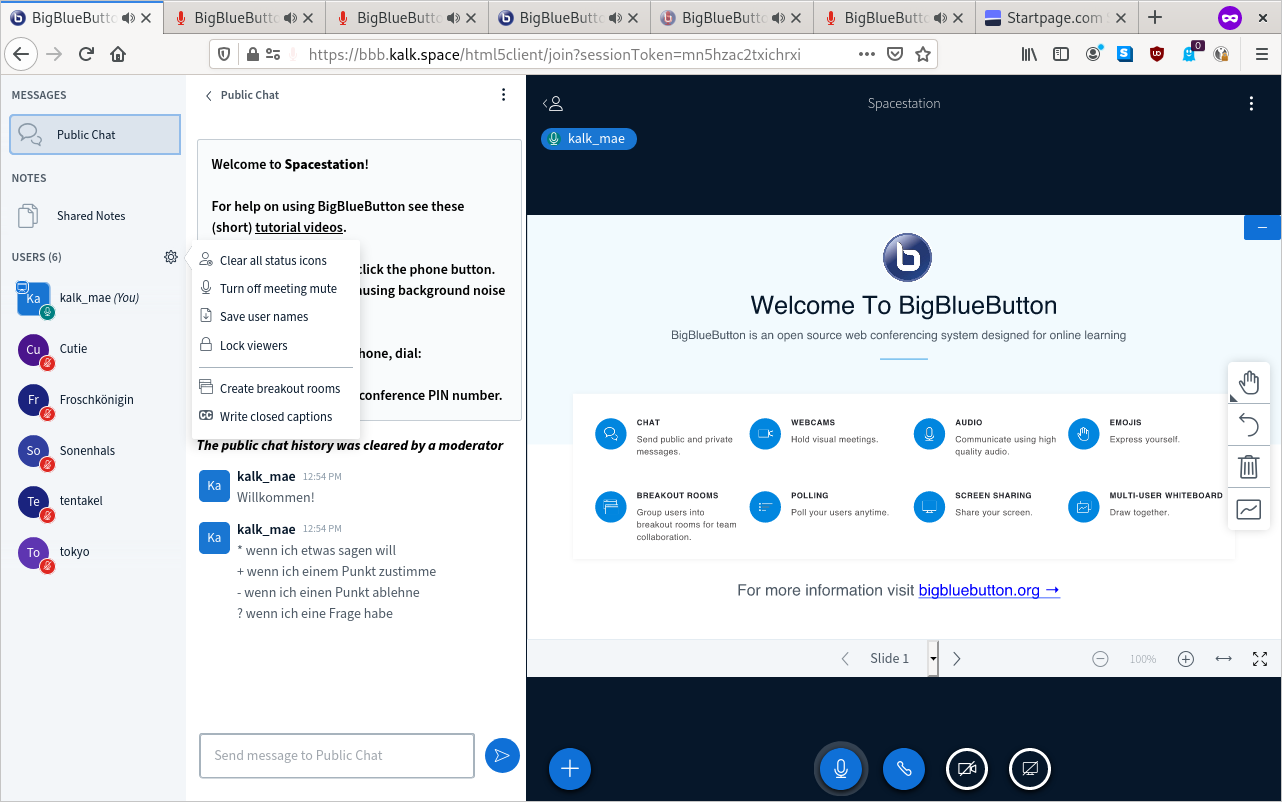 BigBlueButto
BigBlueButto
BigBlueButto
BigBlueButto
BigBlueButto
BigBlueButto
Startpage.com
https://bbb.kalk.space/html5client/join?sessionToken=mn5hzac2txichrxi
0
MESSAGES
Public Chat
NOTES
Shared Notes
USERS (6)
Ka
kalk_mae (You)
Cu
Cutie
Fr
Froschkönigin
So
Sonenhals
Te
tentakel
To
tokyo
Public Chat
Welcome to Spacestation!
For help on using BigBlueButton see these
(short) tutorial videos.
click the phone button.
using background noise
hone, dial:
conference PIN number.
Clear all status icons
Turn off meeting mute
Save user names
Lock viewers
Create breakout rooms
Write closed captions
The public chat history was cleared by a moderator
Ka
kalk_mae 12:54 PM
Willkommen!
Ka
kalk_mae 12:54 PM
* wenn ich etwas sagen will
+ wenn ich einem Punkt zustimme
- wenn ich einen Punkt ablehne
? wenn ich eine Frage habe
Send message to Public Chat
Spacestation
kalk_mae
b
Welcome To BigBlueButton
BigBlueButton is an open source web conferencing system designed for online learning
CHAT
Send public and private
messages.
WEBCAMS
Hold visual meetings.
AUDIO
Communicate using high
quality audio.
EMOJIS
Express yourself.
BREAKOUT ROOMS
Group users into
breakout rooms for team
collaboration.
POLLING
Poll your users anytime.
SCREEN SHARING
Share your screen.
MULTI-USER WHITEBOARD
Draw together.
For more information visit bigbluebutton.org →
Slide 1
100%